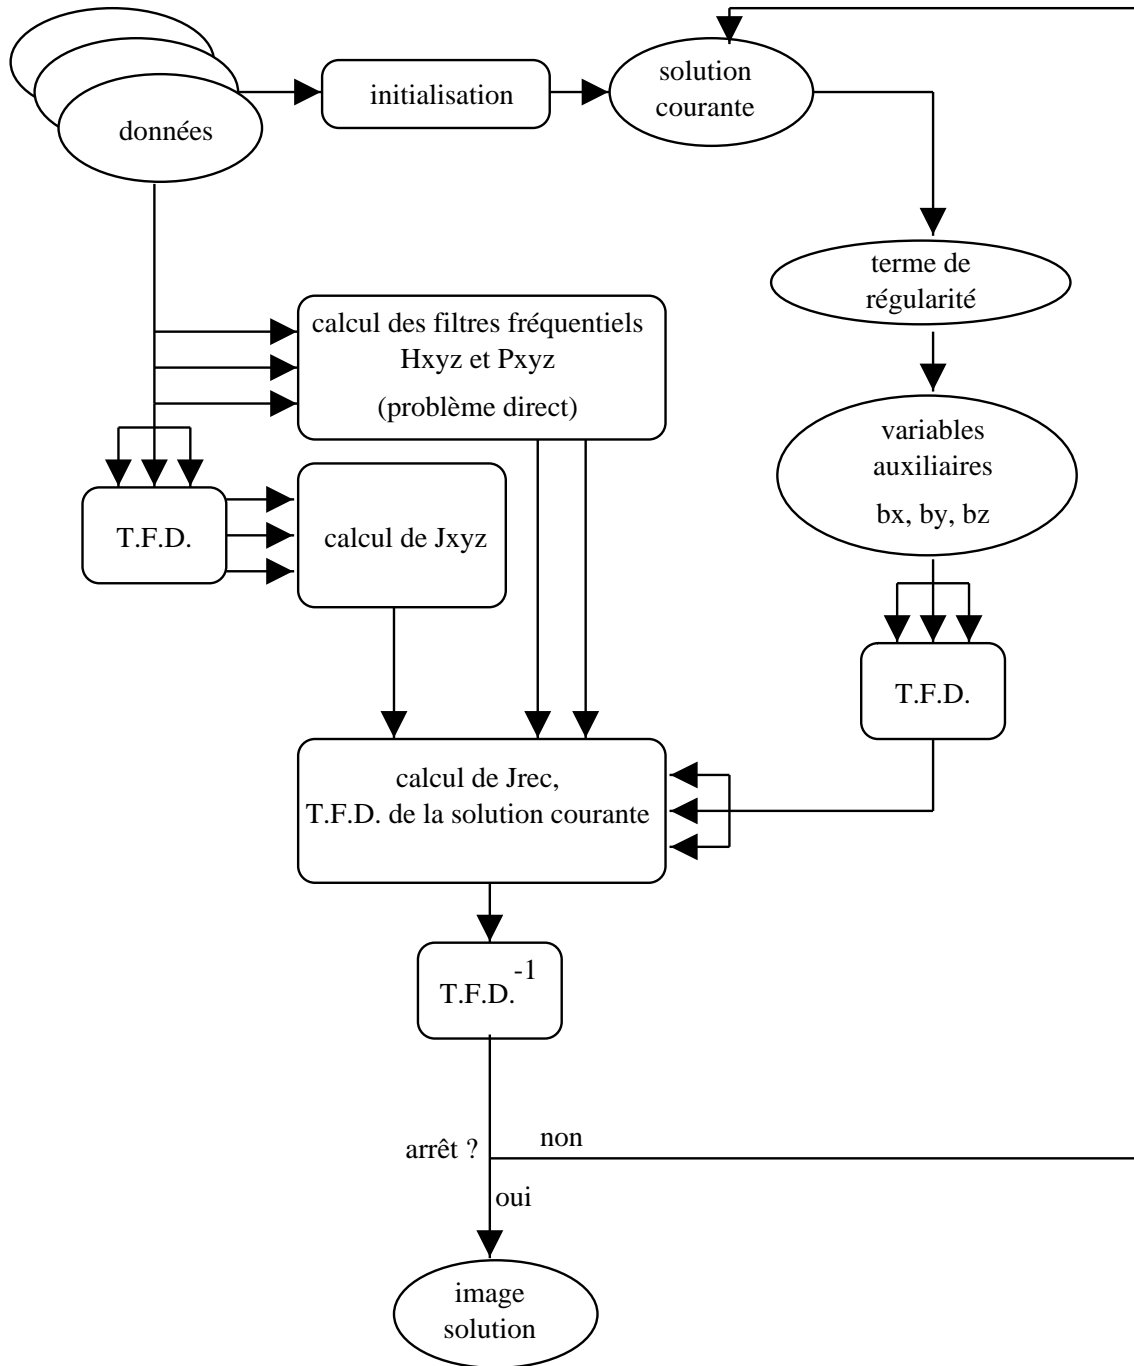 données
initialisation
solution
courante
terme de
régularité
calcul des filtres fréquentiels
Hxyz et Pxyz
(problème direct)
variables
auxiliaires
bx, by, bz
T.F.D.
calcul de Jxyz
T.F.D.
calcul de Jrec,
T.F.D. de la solution courante
T.F.D.-1
arrêt ?
non
oui
image
solution